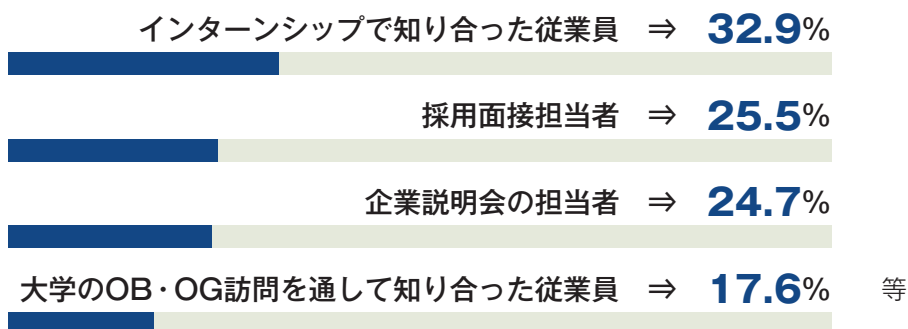 インターンシップで知り合った従業員 ⇒ 32.9%
採用面接担当者 ⇒ 25.5%
企業説明会の担当者 ⇒ 24.7%
大学のOB・OG訪問を通して知り合った従業員 ⇒ 17.6% 等